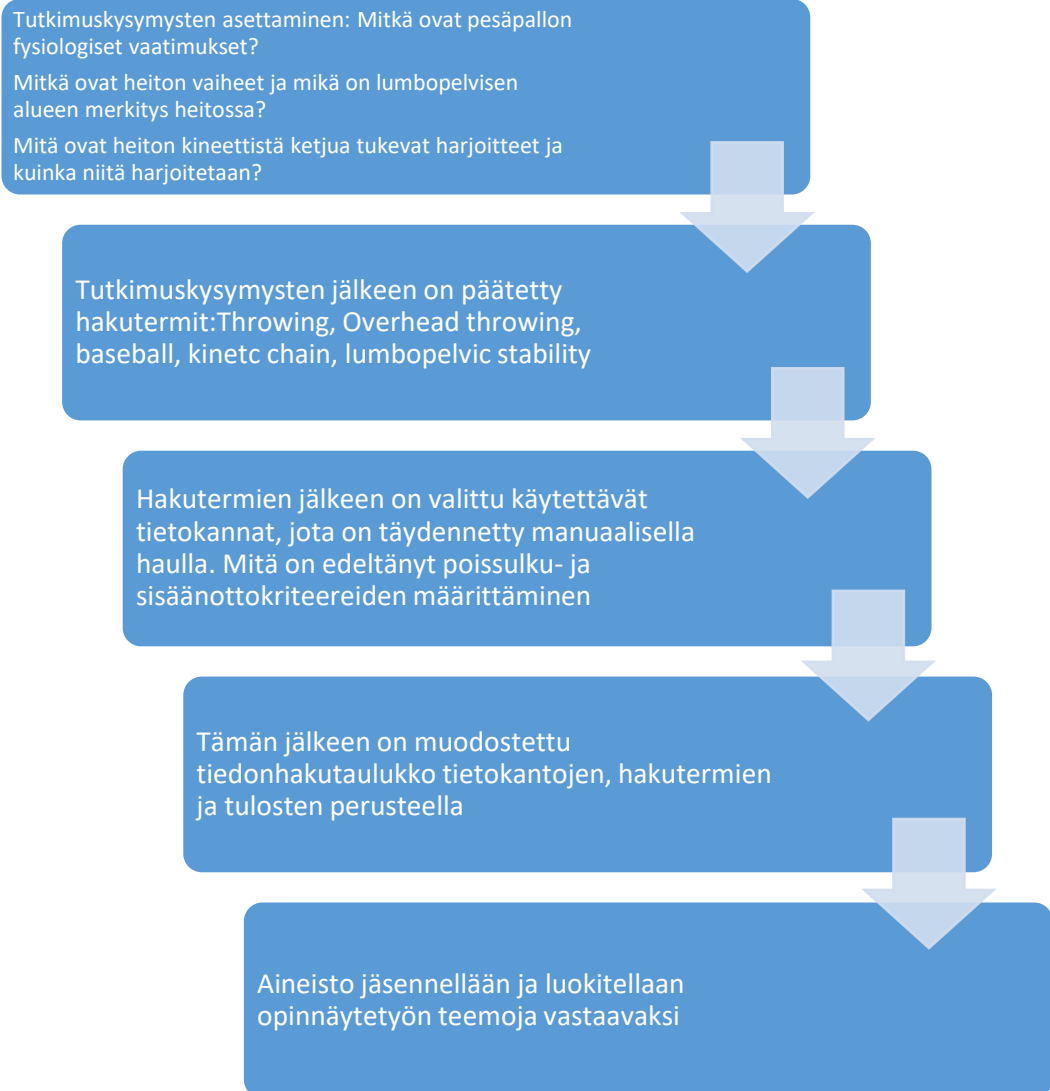 Tutkimuskysymysten asettaminen: Mitkä ovat pesäpallon
fysiologiset vaatimukset?
Mitkä ovat heiton vaiheet ja mikä on lumbopelvisen
alueen merkitys heitossa?
Mitä ovat heiton kineettistä ketjua tukevat harjoitteet ja
kuinka niitä harjoitetaan?
Tutkimuskysymysten jälkeen on päätetty
hakutermit:Throwing, Overhead throwing,
baseball, kinetc chain, lumbopelvic stability
Hakutermien jälkeen on valittu käytettävät
tietokannat, jota on täydennetty manuaalisella
haulla. Mitä on edeltänyt poissulku- ja
sisäänottokriteereiden määrittäminen
Tämän jälkeen on muodostettu
tiedonhakutaulukko tietokantojen, hakutermien
ja tulosten perusteella
Aineisto jäsennellään ja luokitellaan
opinnäytetyön teemoja vastaavaksi